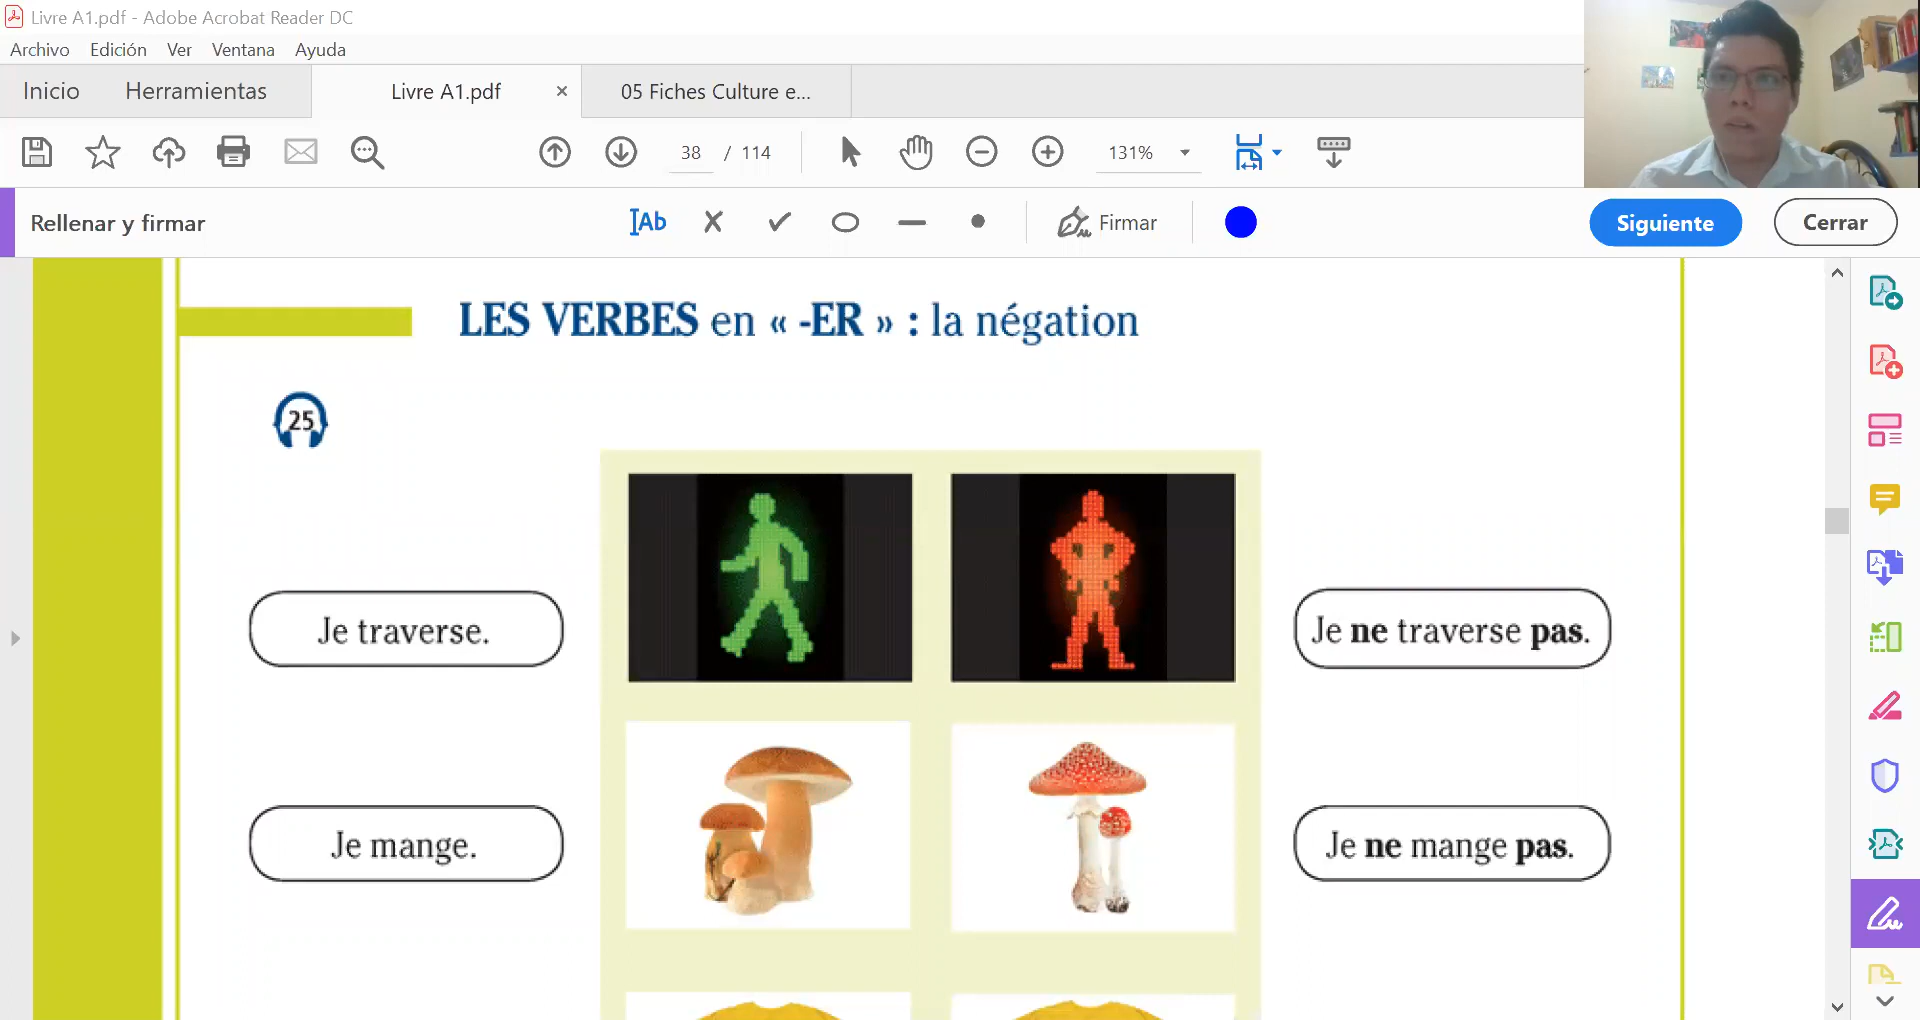 Livre A1.pdf - Adobe Acrobat Reader DC
Archivo Edición Ver Ventana Ayuda
Inicio Herramientas Livre A1.pdf × 05 Fiches Culture e...
38 / 114 131%
Rellenar y firmar Ab Firmar Siguiente Cerrar
LES VERBES en « -ER » : la négation
25
Je traverse. Je ne traverse pas.
Je mange. Je ne mange pas.